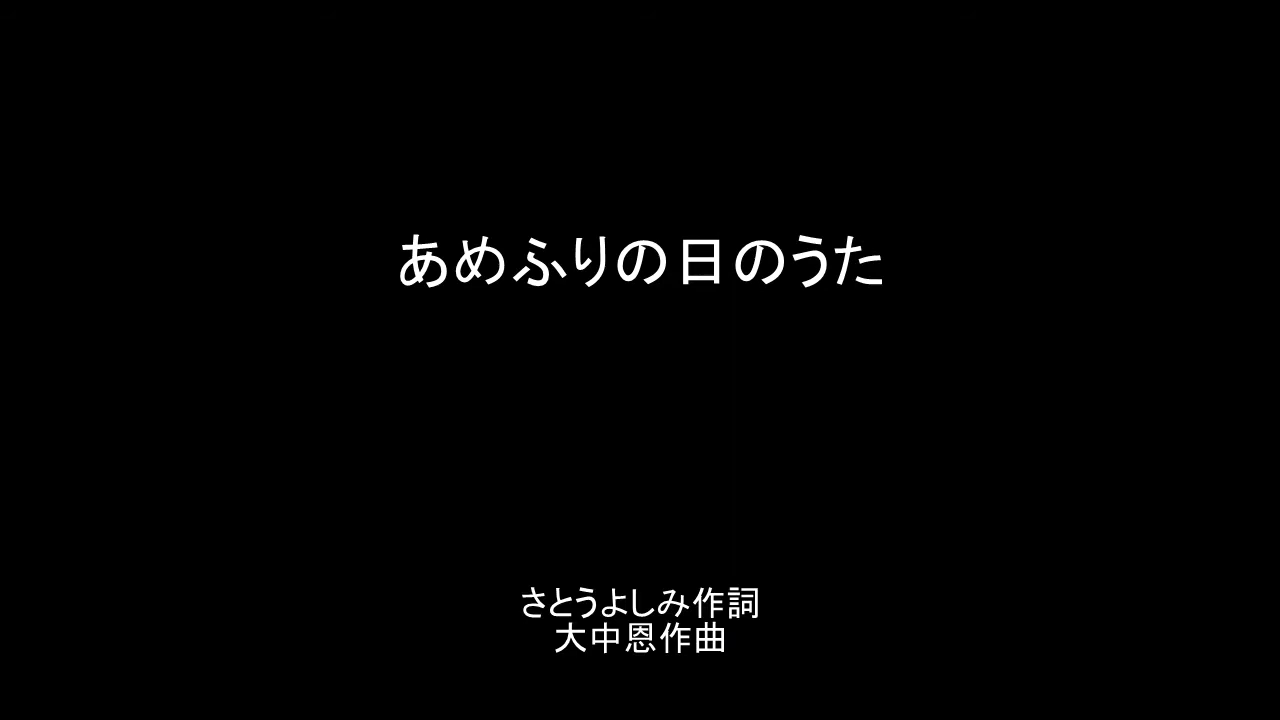 あめふりの日のうた
さとうよしみ作詞
大中恩作曲